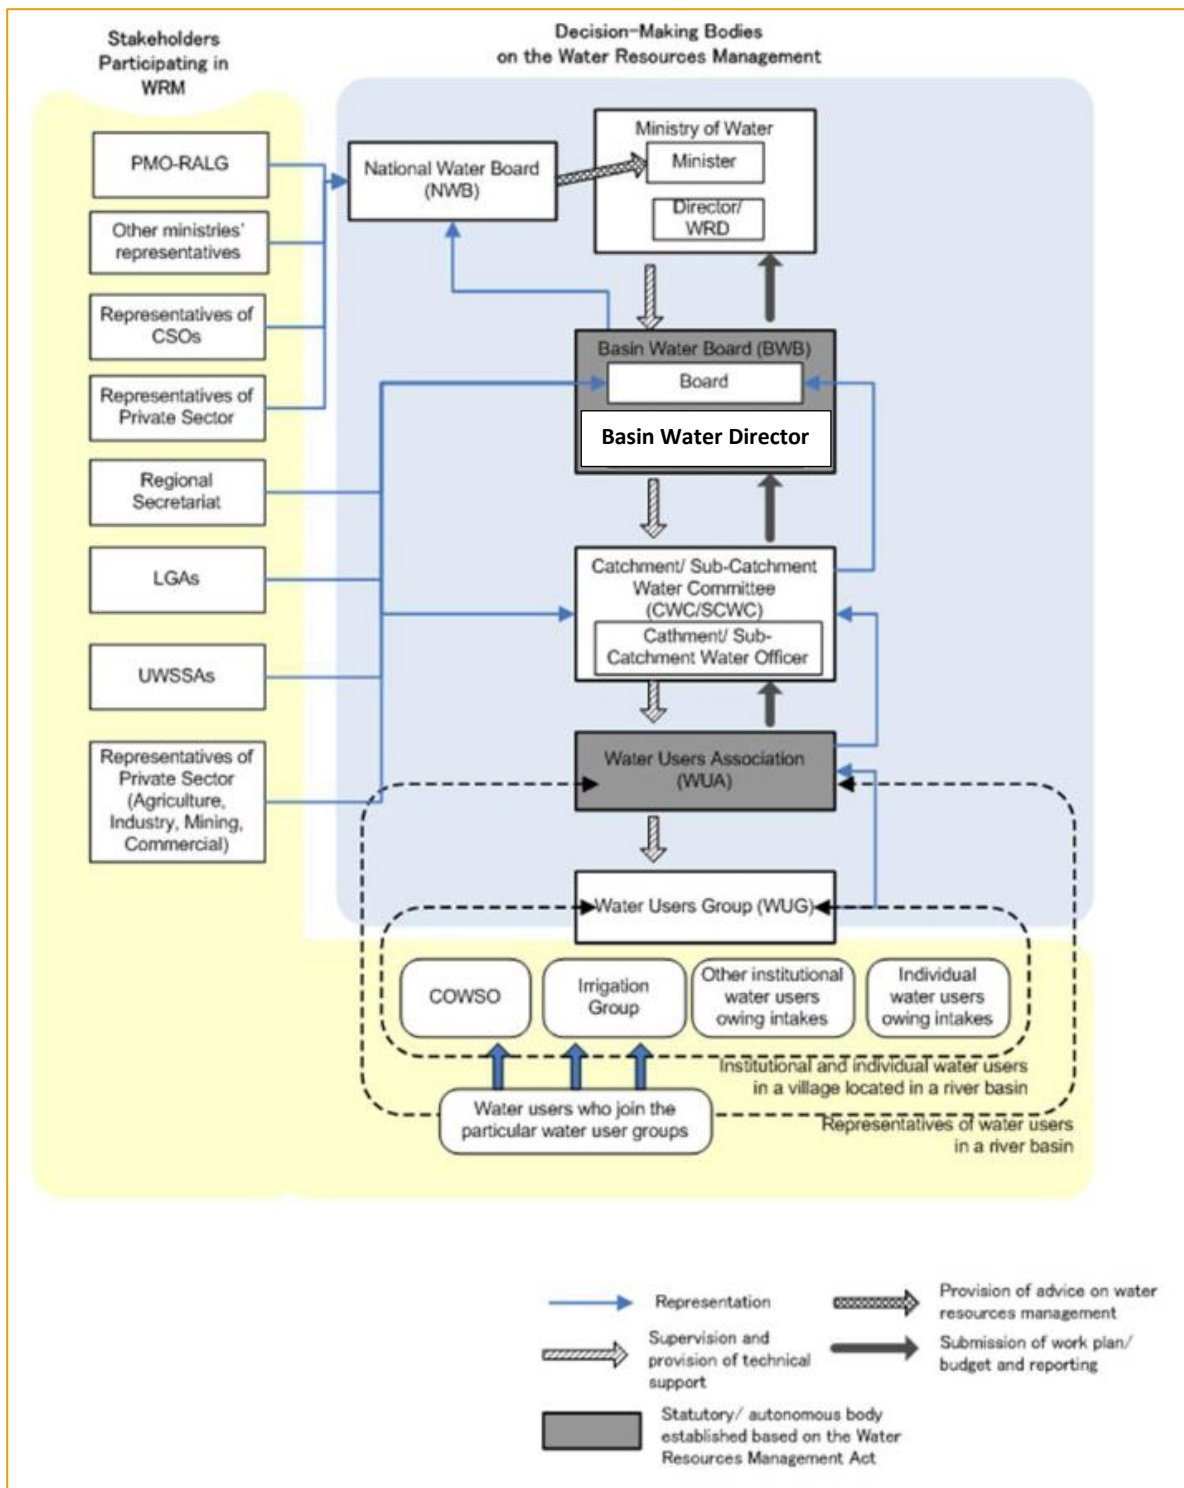 Stakeholders
Participating in
WRM
Decision-Making Bodies
on the Water Resources Management
PMO-RALG
Other ministries'
representatives
Representatives of
CSOs
Representatives of
Private Sector
Regional
Secretariat
LGAs
UWSSAs
Representatives of
Private Sector
(Agriculture,
Industry, Mining,
Commercial)
National Water Board
(NWB)
Ministry of Water
Minister
Director/
WRD
Basin Water Board (BWB)
Board
Basin Water Director
Catchment/ Sub-Catchment
Water Committee
(CWC/SCWC)
Cathment/ Sub-
Catchment Water Officer
Water Users Association
(WUA)
Water Users Group (WUG)
COWSO
Irrigation
Group
Other institutional
water users
owing intakes
Individual
water users
owing intakes
Institutional and individual water users
in a village located in a river basin
Water users who join the
particular water user groups
Representatives of water users
in a river basin
Representation
Provision of advice on water
resources management
Supervision and
provision of technical
support
Submission of work plan/
budget and reporting
Statutory/ autonomous body
established based on the Water
Resources Management Act